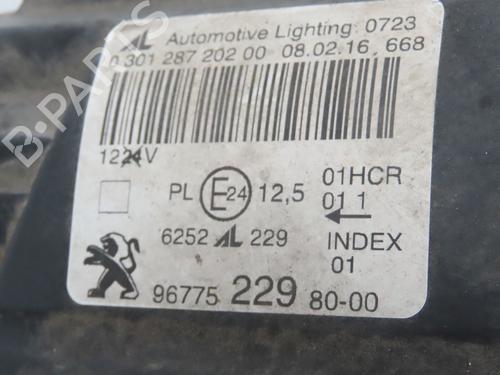 AL Automotive Lighting 0723
0 301 287 202 00 08.02.16 668
1224V
PL E24 12,5 01HCR
01 1
6252 AL 229 INDEX
01
96775 229 80-00
B-PARTS